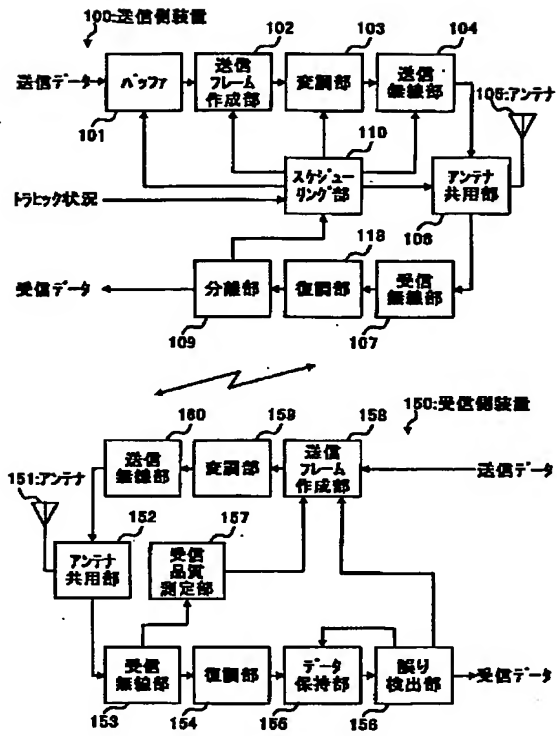 100:送信側装置
102
103
104
送信データ
バッファ
送信
フレーム
作成部
変調部
送信
無線部
105:アンテナ
101
110
スケジュー
リング部
アンテナ
共用部
トラヒック状況
106
118
受信データ
分離部
復調部
受信
無線部
109
107
160
159
158
150:受信側装置
送信
無線部
変調部
送信
フレーム
作成部
送信データ
151:アンテナ
152
157
アンテナ
共用部
受信
品質
測定部
受信
無線部
復調部
データ
保持部
誤り
検出部
受信データ
153
154
155
156